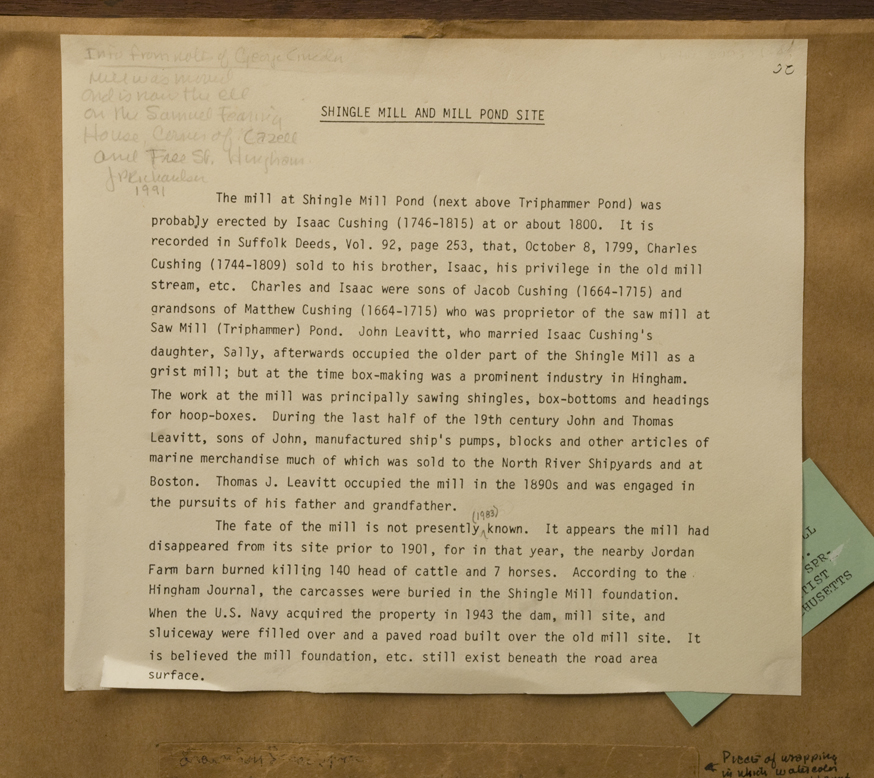 Info from notes of George Lincoln
Mill was moved
and is now the ell
on the Samuel Fearing
House, Corner of Cazell
and Free St. Hingham
JP Richardson
1991
22
SHINGLE MILL AND MILL POND SITE
The mill at Shingle Mill Pond (next above Triphammer Pond) was
probably erected by Isaac Cushing (1746-1815) at or about 1800. It is
recorded in Suffolk Deeds, Vol. 92, page 253, that, October 8, 1799, Charles
Cushing (1744-1809) sold to his brother, Isaac, his privilege in the old mill
stream, etc. Charles and Isaac were sons of Jacob Cushing (1664-1715) and
grandsons of Matthew Cushing (1664-1715) who was proprietor of the saw mill at
Saw Mill (Triphammer) Pond. John Leavitt, who married Isaac Cushing's
daughter, Sally, afterwards occupied the older part of the Shingle Mill as a
grist mill; but at the time box-making was a prominent industry in Hingham.
The work at the mill was principally sawing shingles, box-bottoms and headings
for hoop-boxes. During the last half of the 19th century John and Thomas
Leavitt, sons of John, manufactured ship's pumps, blocks and other articles of
marine merchandise much of which was sold to the North River Shipyards and at
Boston. Thomas J. Leavitt occupied the mill in the 1890s and was engaged in
the pursuits of his father and grandfather.
The fate of the mill is not presently (1983) known. It appears the mill had
disappeared from its site prior to 1901, for in that year, the nearby Jordan
Farm barn burned killing 140 head of cattle and 7 horses. According to the
Hingham Journal, the carcasses were buried in the Shingle Mill foundation.
When the U.S. Navy acquired the property in 1943 the dam, mill site, and
sluiceway were filled over and a paved road built over the old mill site. It
is believed the mill foundation, etc. still exist beneath the road area
surface.
LL
SPR-
TIST
HUSETTS
Piece of wrapping
in which watercolor